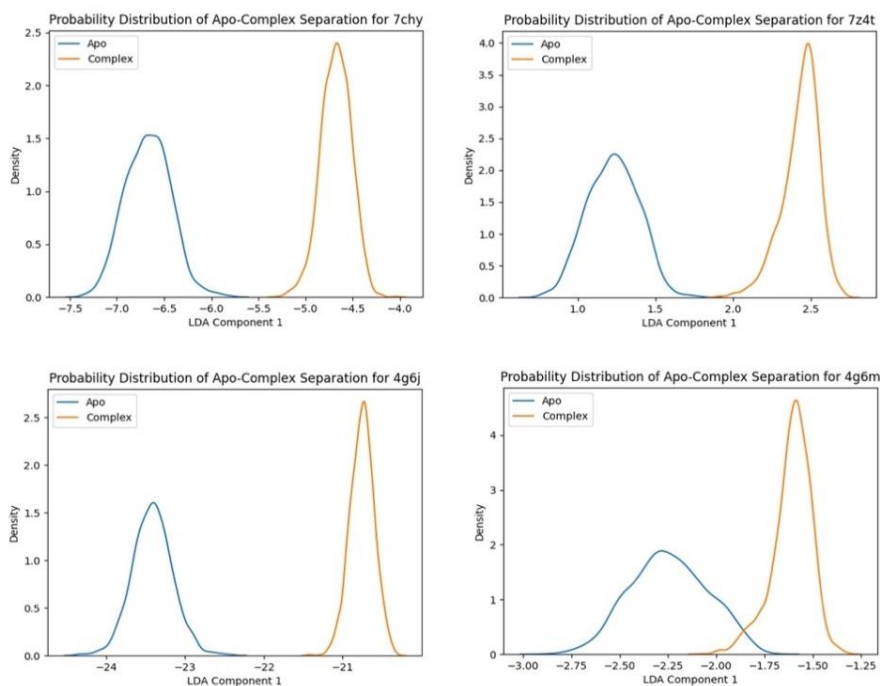 Probability Distribution of Apo-Complex Separation for 7chy
Apo
Complex
Density
2.5
2.0
1.5
1.0
0.5
0.0
−7.5 −7.0 −6.5 −6.0 −5.5 −5.0 −4.5 −4.0
LDA Component 1
Probability Distribution of Apo-Complex Separation for 7z4t
Apo
Complex
Density
4.0
3.5
3.0
2.5
2.0
1.5
1.0
0.5
0.0
1.0 1.5 2.0 2.5
LDA Component 1
Probability Distribution of Apo-Complex Separation for 4g6j
Apo
Complex
Density
2.5
2.0
1.5
1.0
0.5
0.0
−24 −23 −22 −21
LDA Component 1
Probability Distribution of Apo-Complex Separation for 4g6m
Apo
Complex
Density
4
3
2
1
0
−3.00 −2.75 −2.50 −2.25 −2.00 −1.75 −1.50 −1.25
LDA Component 1